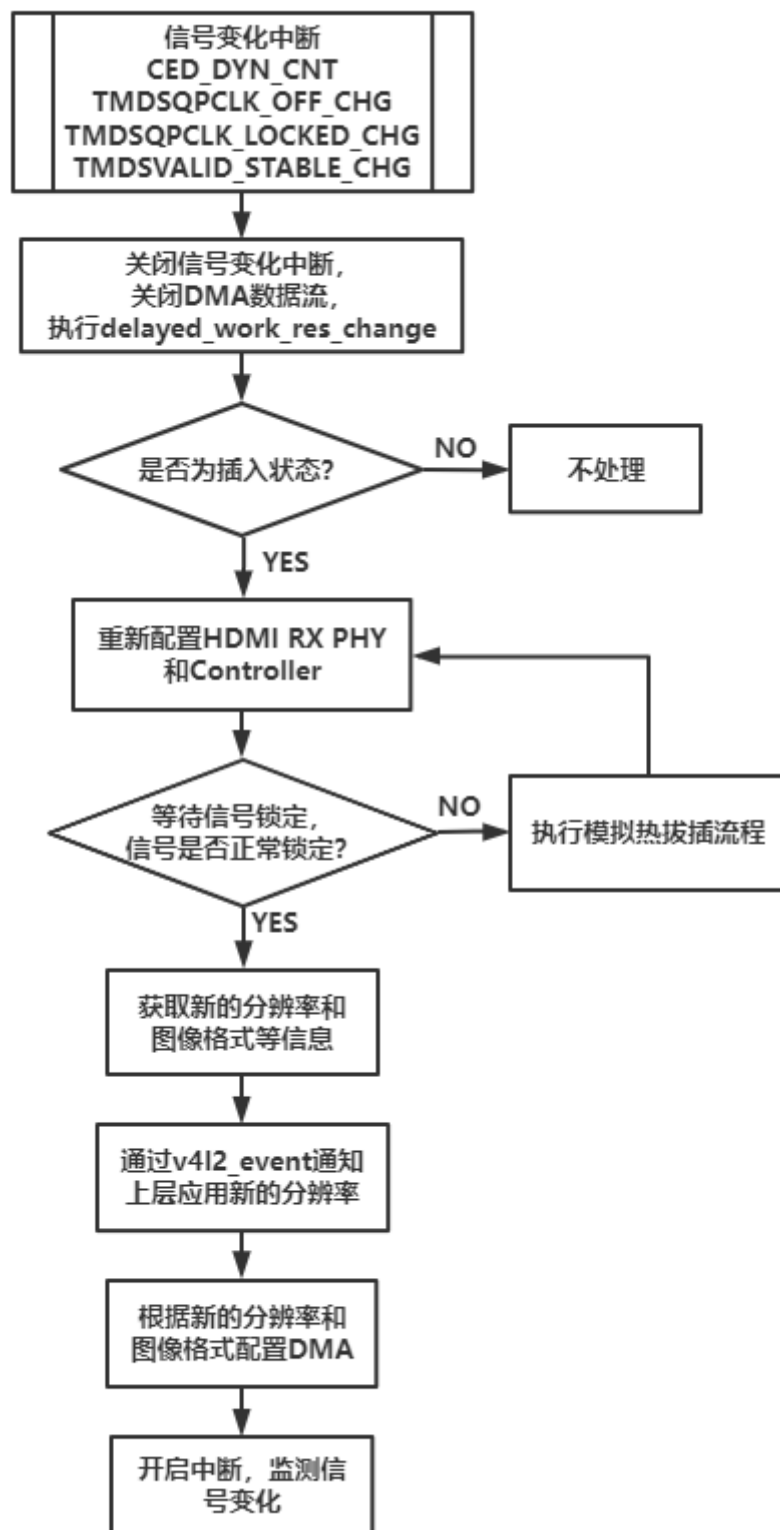 信号变化中断
CED_DYN_CNT
TMDSQPCLK_OFF_CHG
TMDSQPCLK_LOCKED_CHG
TMDSVALID_STABLE_CHG
关闭信号变化中断,
关闭DMA数据流,
执行delayed_work_res_change
是否为插入状态?
NO
不处理
YES
重新配置HDMI RX PHY
和Controller
等待信号锁定,
信号是否正常锁定?
NO
执行模拟热拔插流程
YES
获取新的分辨率和
图像格式等信息
通过v4l2_event通知
上层应用新的分辨率
根据新的分辨率和
图像格式配置DMA
开启中断, 监测信
号变化